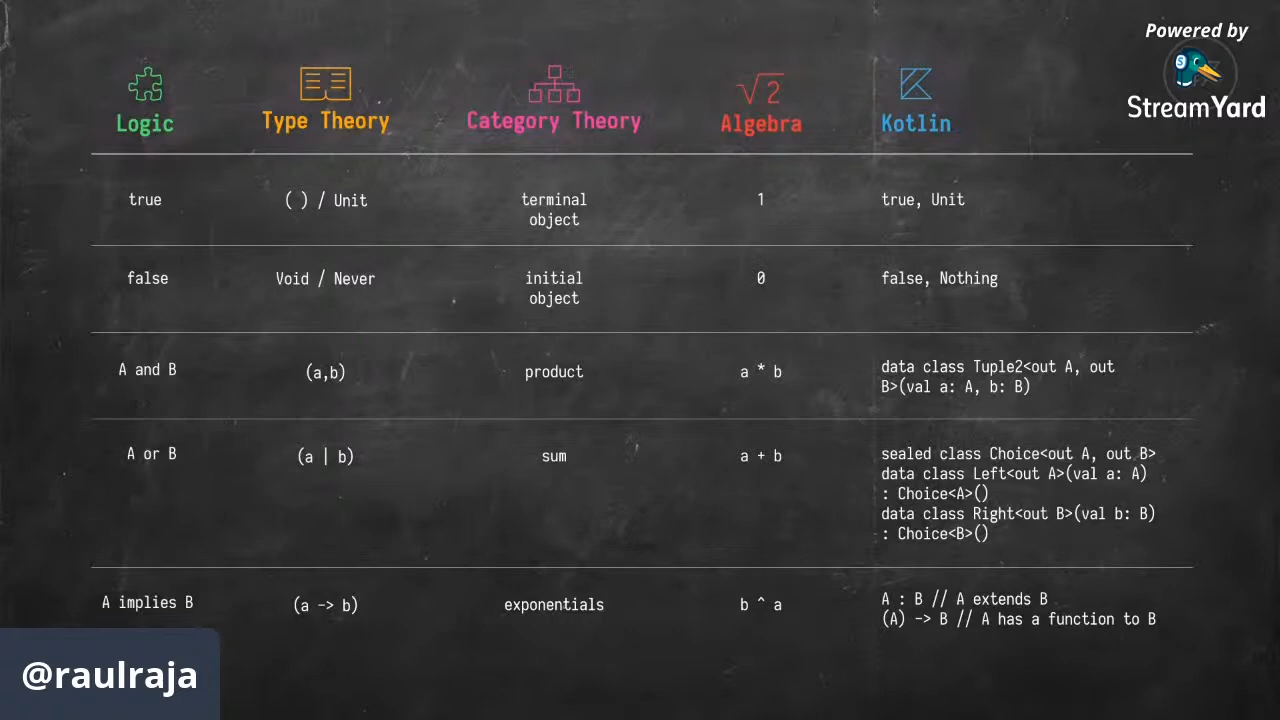 Powered by
StreamYard
Logic
Type Theory
Category Theory
√2
Algebra
Kotlin
true
( ) / Unit
terminal
object
1
true, Unit
false
Void / Never
initial
object
0
false, Nothing
A and B
(a,b)
product
a * b
data class Tuple2<out A, out
B>(val a: A, b: B)
A or B
(a | b)
sum
a + b
sealed class Choice<out A, out B>
data class Left<out A>(val a: A)
: Choice<A>()
data class Right<out B>(val b: B)
: Choice<B>()
A implies B
(a -> b)
exponentials
b ^ a
A : B // A extends B
(A) -> B // A has a function to B
@raulraja